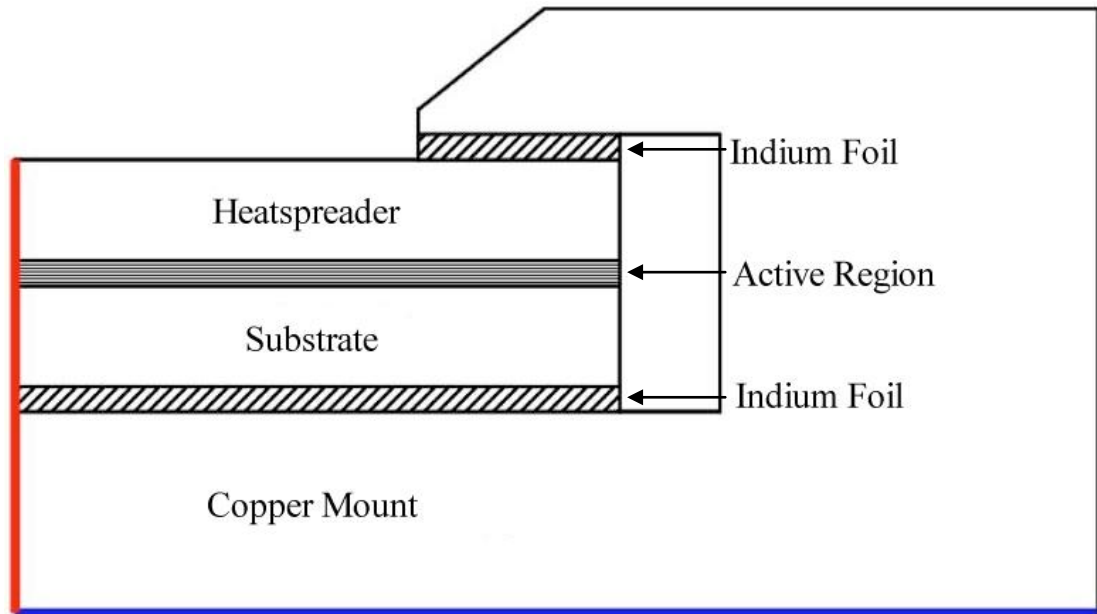 Indium Foil
Heatspreader
Active Region
Substrate
Indium Foil
Copper Mount